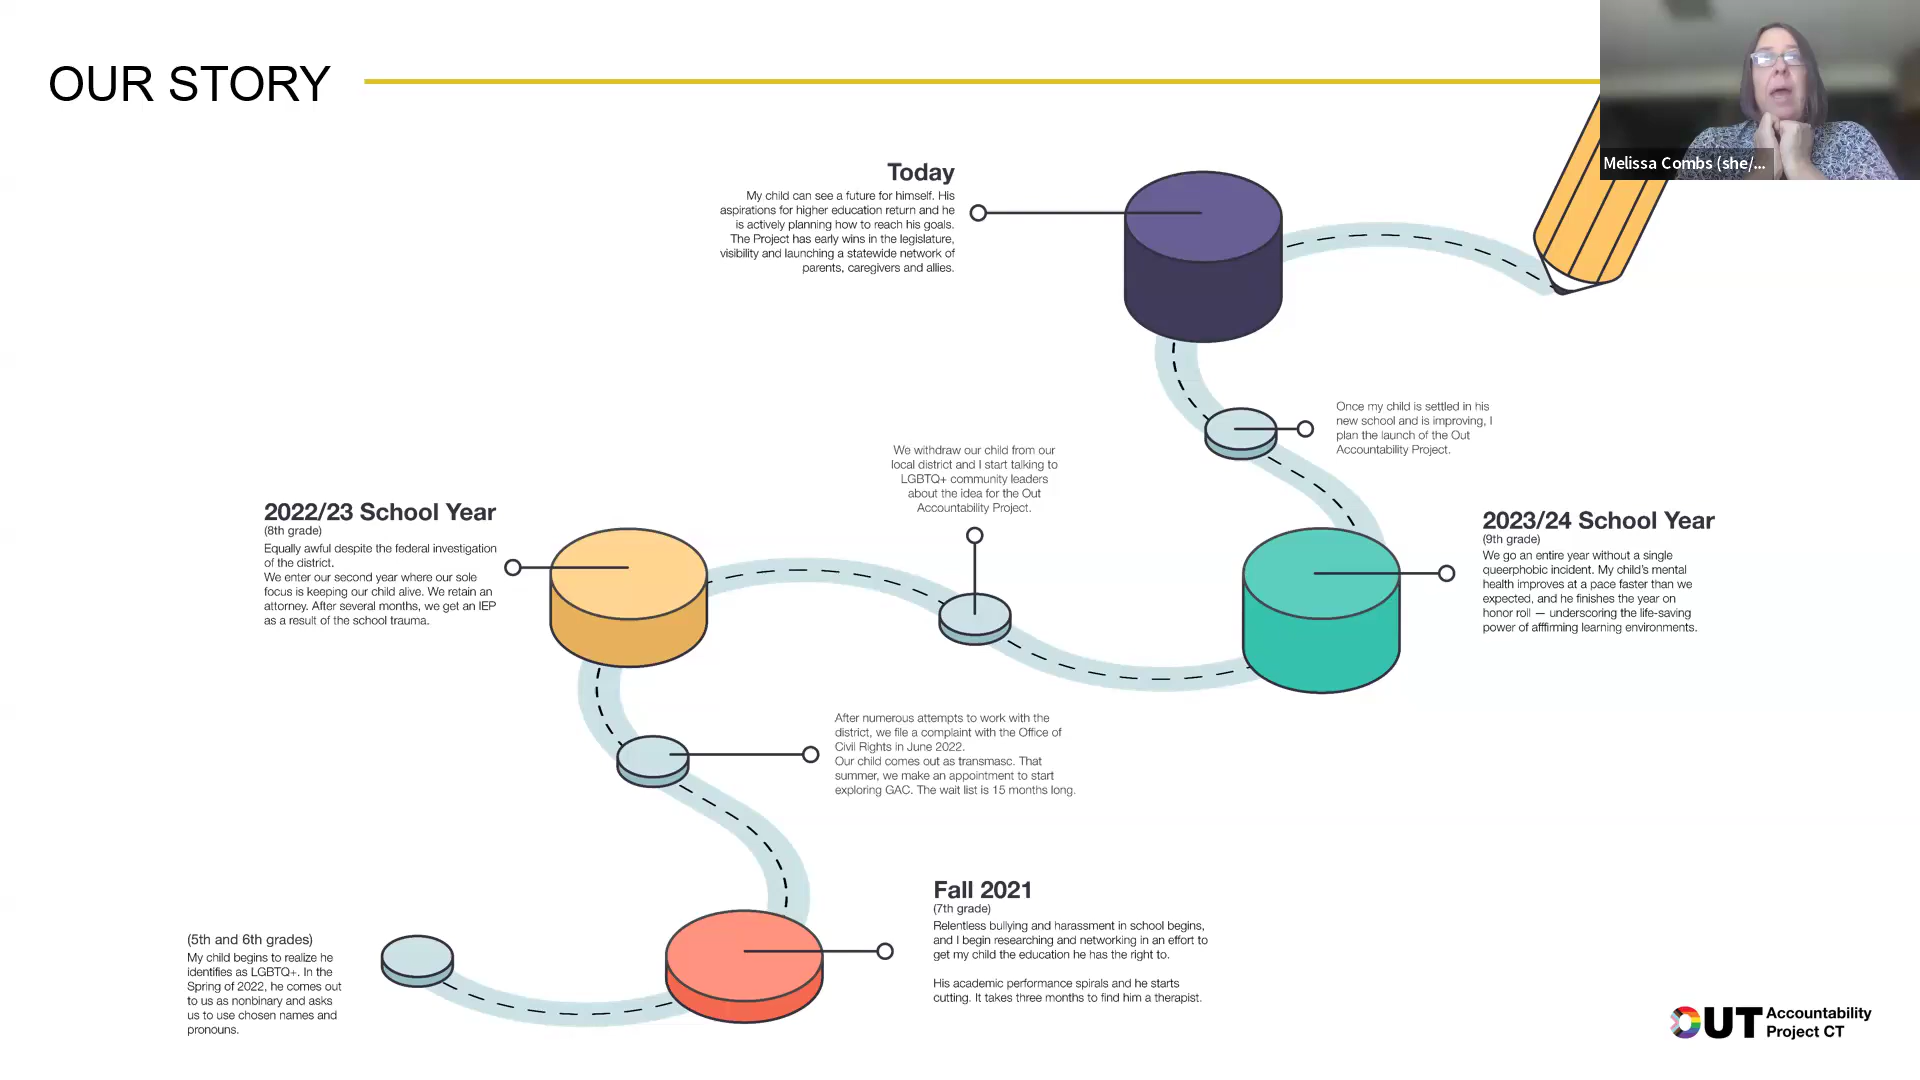 OUR STORY
Melissa Combs (she/...
Today
My child can see a future for himself. His
aspirations for higher education return and he
is actively planning how to reach his goals.
The Project has early wins in the legislature,
visibility and launching a statewide network of
parents, caregivers and allies.
Once my child is settled in his
new school and is improving, I
plan the launch of the Out
Accountability Project.
We withdraw our child from our
local district and I start talking to
LGBTQ+ community leaders
about the idea for the Out
Accountability Project.
2022/23 School Year
(8th grade)
Equally awful despite the federal investigation
of the district.
We enter our second year where our sole
focus is keeping our child alive. We retain an
attorney. After several months, we get an IEP
as a result of the school trauma.
2023/24 School Year
(9th grade)
We go an entire year without a single
queerphobic incident. My child's mental
health improves at a pace faster than we
expected, and he finishes the year on
honor roll — underscoring the life-saving
power of afffirming learning environments.
After numerous attempts to work with the
district, we file a complaint with the Office of
Civil Rights in June 2022.
Our child comes out as transmasc. That
summer, we make an appointment to start
exploring GAC. The wait list is 15 months long.
Fall 2021
(7th grade)
Relentless bullying and harassment in school begins,
and I begin researching and networking in an effort to
get my child the education he has the right to.
His academic performance spirals and he starts
cutting. It takes three months to find him a therapist.
(5th and 6th grades)
My child begins to realize he
identifies as LGBTQ+. In the
Spring of 2022, he comes out
to us as nonbinary and asks
us to use chosen names and
pronouns.
OUT Accountability
Project CT